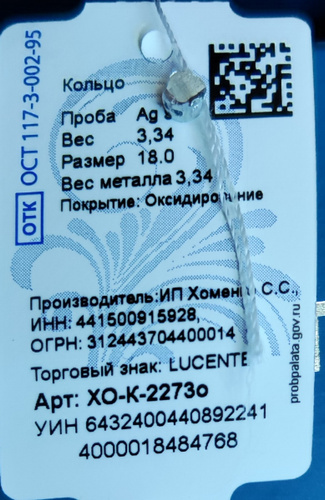 Кольцо
Проба Ag
Вес 3,34
Размер 18.0
Вес металла 3,34
Покрытие: Оксидирование
Производитель:ИП С.С.,
ИНН: 441500915928,
ОГРН: 312443704400014
Торговый знак: LUCENTE
Арт: ХО-К-2273о
УИН 6432400440892241
4000018484768
ОТК ОСТ 117-3-002-95
probpalata.gov.ru